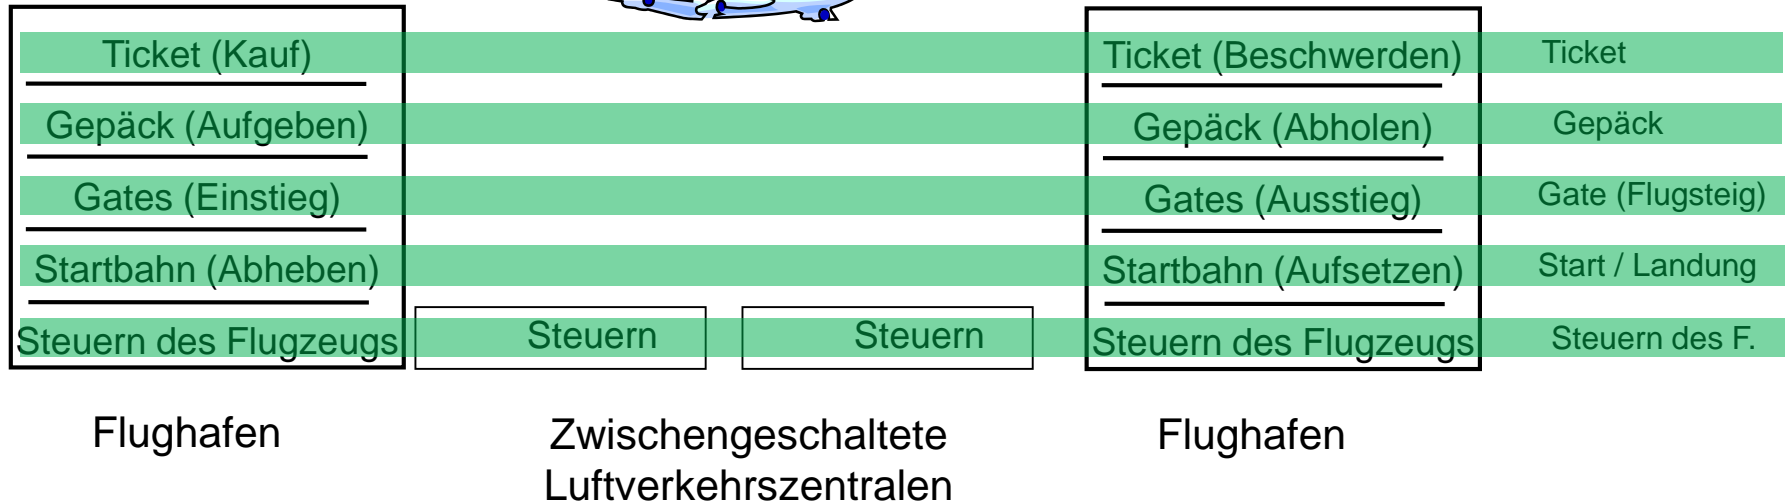 Ticket (Kauf)
Ticket (Beschwerden)
Ticket
Gepäck (Aufgeben)
Gepäck (Abholen)
Gepäck
Gates (Einstieg)
Gates (Ausstieg)
Gate (Flugsteig)
Startbahn (Abheben)
Startbahn (Aufsetzen)
Start / Landung
Steuern des Flugzeugs
Steuern
Steuern
Steuern des Flugzeugs
Steuern des F.
Flughafen
Zwischengeschaltete
Luftverkehrszentralen
Flughafen